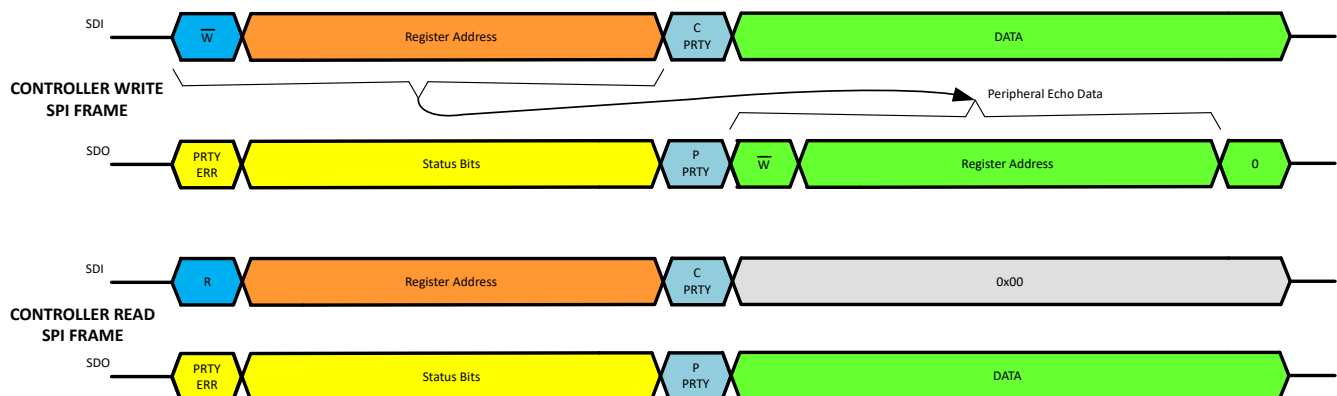 SDI
W̅
Register Address
C
PRTY
DATA
CONTROLLER WRITE
SPI FRAME
Peripheral Echo Data
SDO
PRTY
ERR
Status Bits
P
PRTY
W̅
Register Address
0
SDI
R
Register Address
C
PRTY
0x00
CONTROLLER READ
SPI FRAME
SDO
PRTY
ERR
Status Bits
P
PRTY
DATA